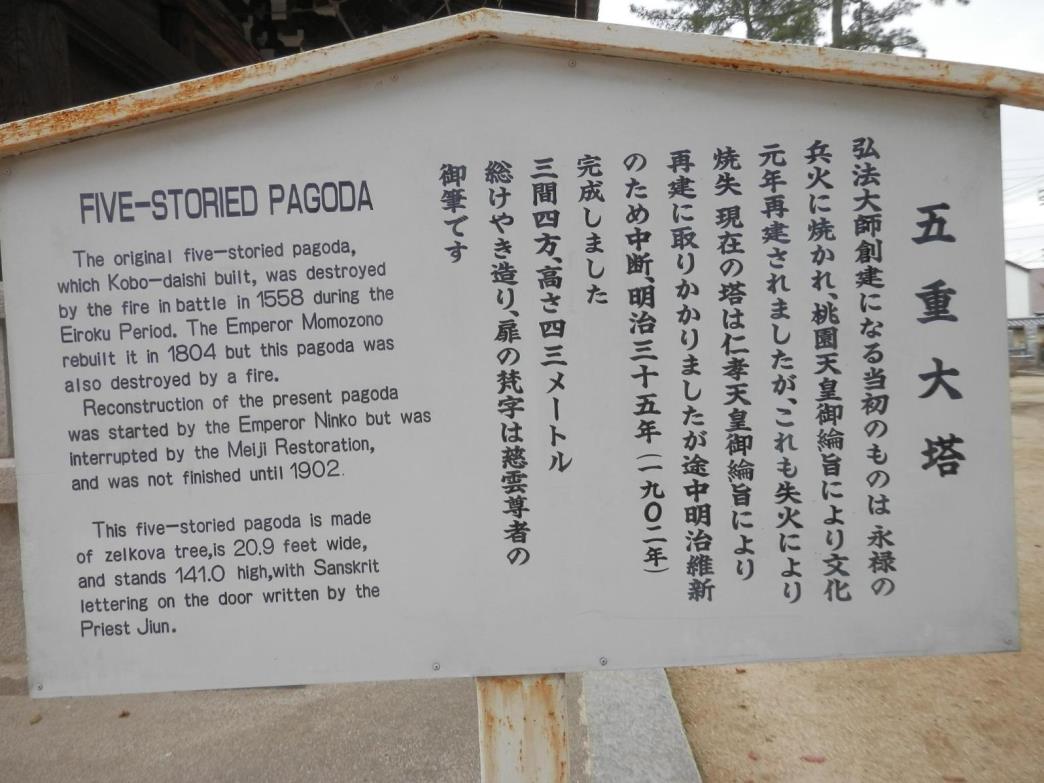 FIVE-STORIED PAGODA
The original five-storied pagoda,
which Kobo-daishi built, was destroyed
by the fire in battle in 1558 during the
Eiroku Period. The Emperor Momozono
rebuilt it in 1804 but this pagoda was
also destroyed by a fire.
Reconstruction of the present pagoda
was started by the Emperor Ninko but was
interrupted by the Meiji Restoration,
and was not finished until 1902.
This five-storied pagoda is made
of zelkova tree,is 20.9 feet wide,
and stands 141.0 high,with Sanskrit
lettering on the door written by the
Priest Jiun.
五重大塔
弘法大師創建になる当初のものは 永禄の
兵火に焼かれ、桃園天皇御綸旨により文化
元年再建されましたが、これも失火により
焼失 現在の塔は仁孝天皇御綸旨により
再建に取りかかりましたが途中明治維新
のため中断、明治三十五年(一九〇二年)
完成しました
三間四方、高さ四三メートル
総けやき造り、扉の梵字は慈雲尊者の
御筆です